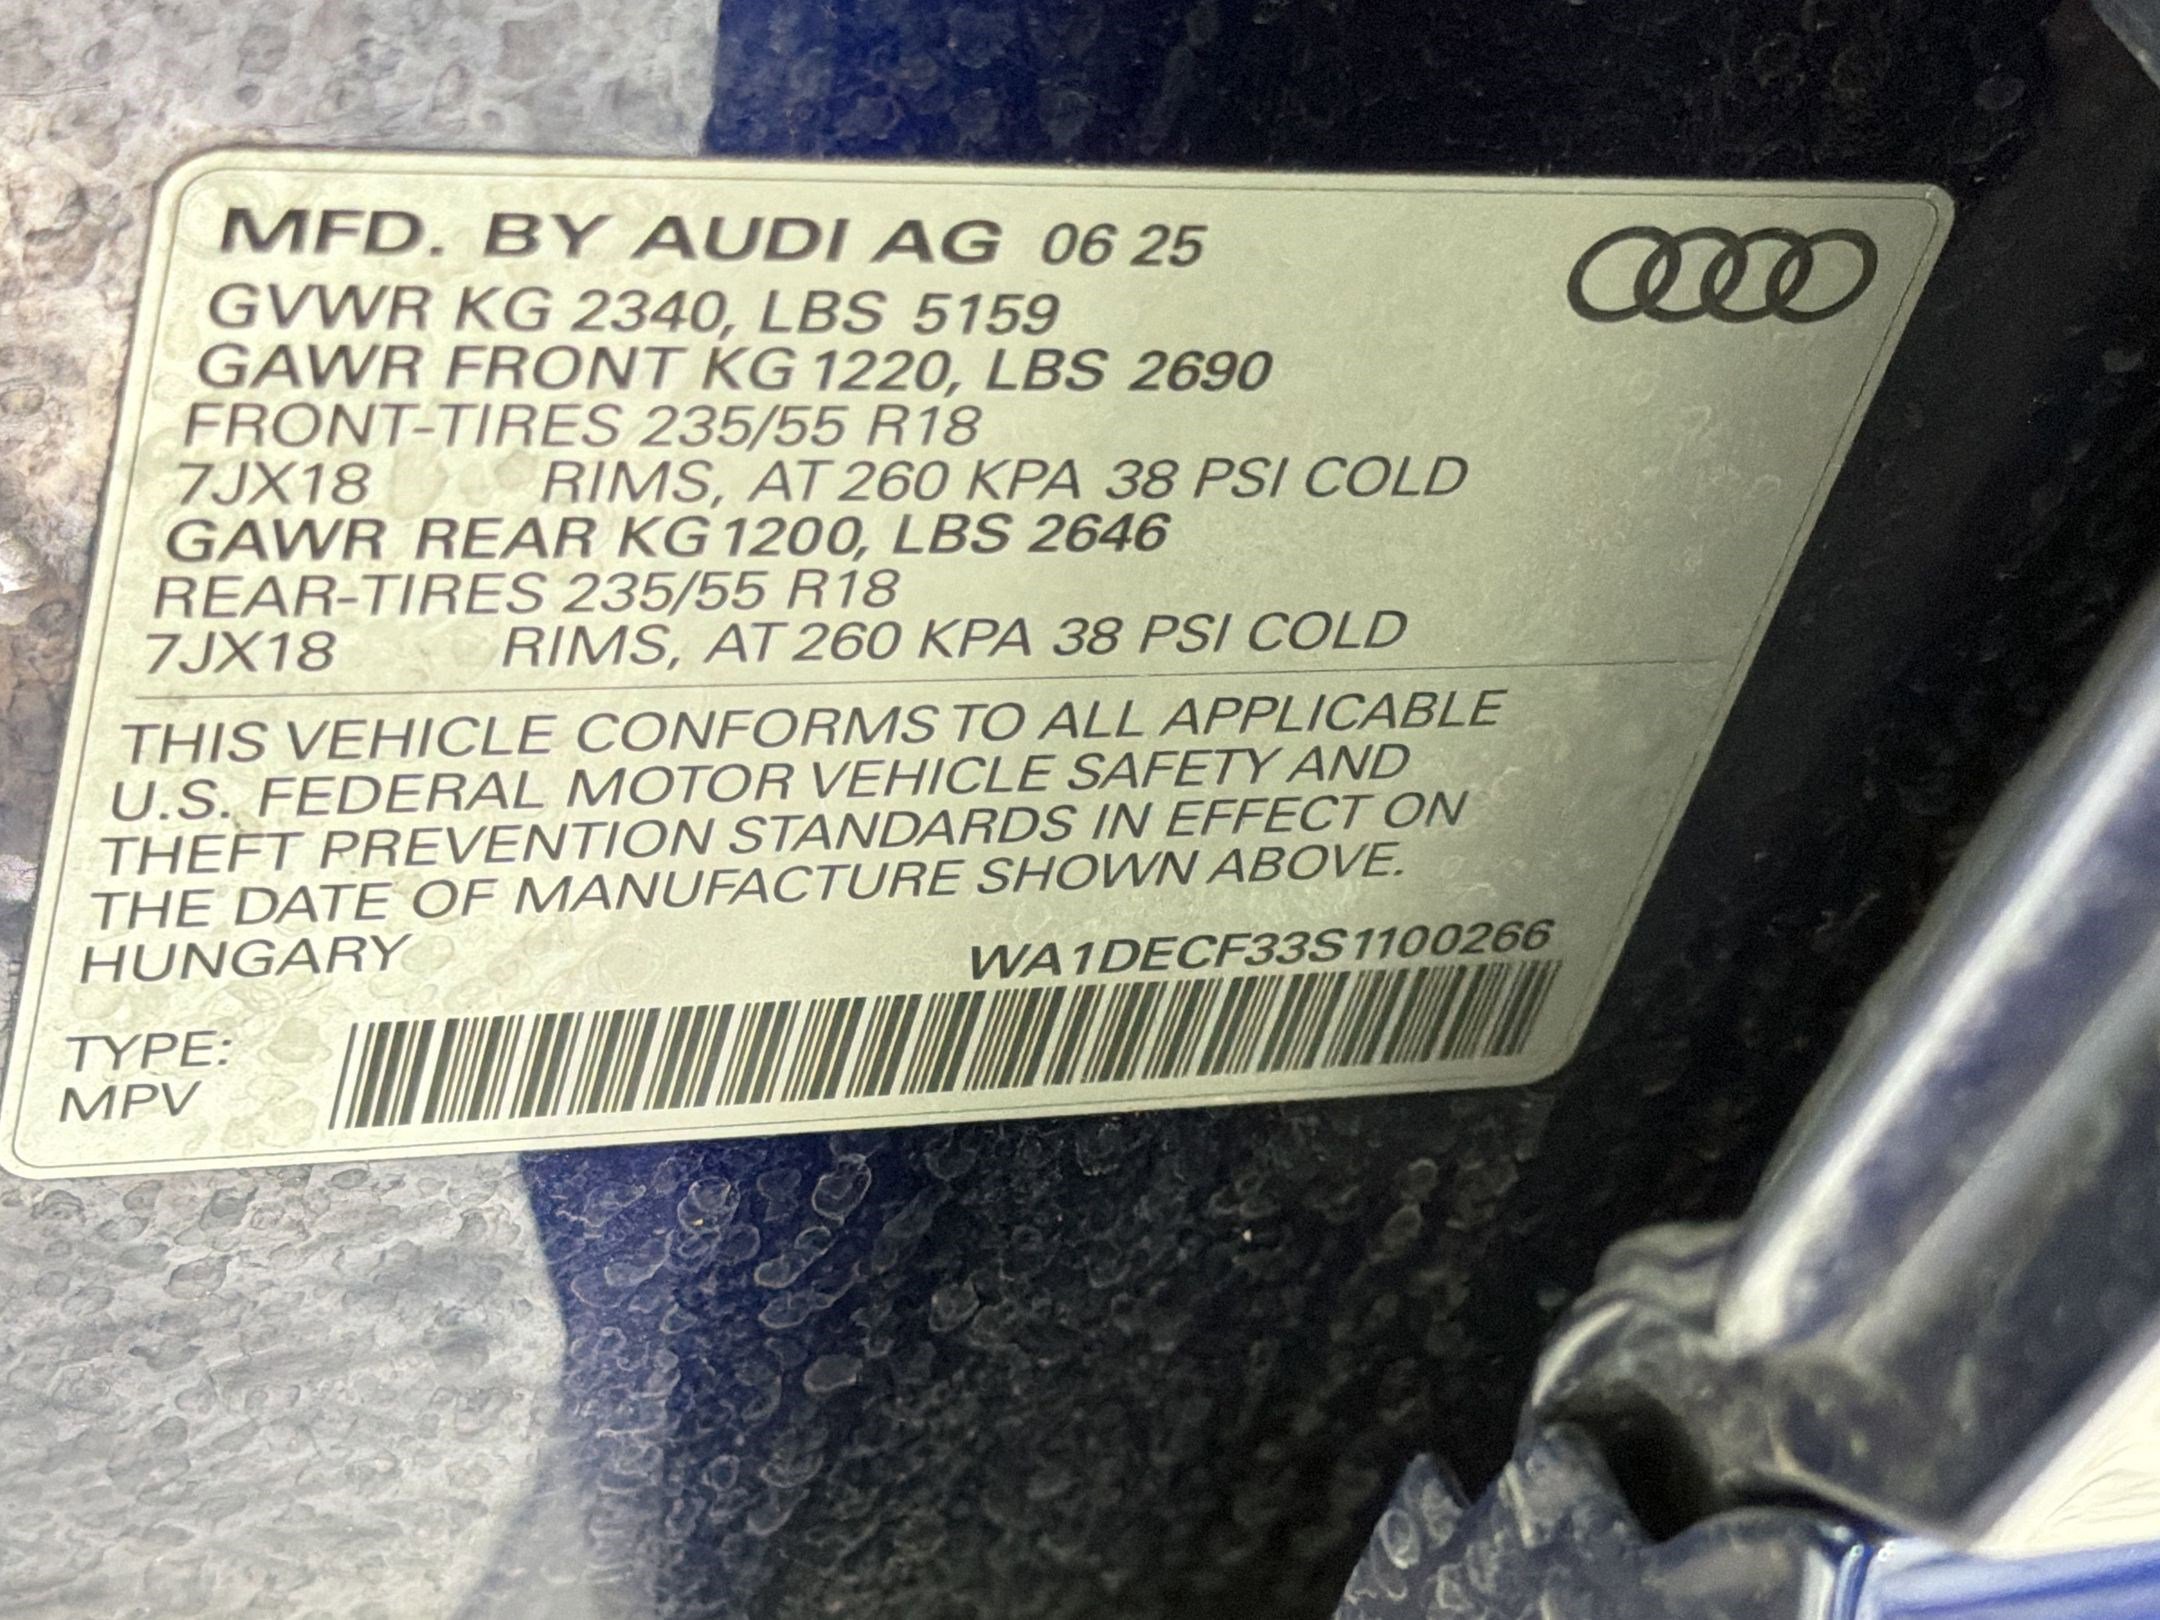 MFD. BY AUDI AG 06 25
GVWR KG 2340, LBS 5159
GAWR FRONT KG 1220, LBS 2690
FRONT-TIRES 235/55 R18
7JX18 RIMS, AT 260 KPA 38 PSI COLD
GAWR REAR KG 1200, LBS 2646
REAR-TIRES 235/55 R18
7JX18 RIMS, AT 260 KPA 38 PSI COLD
THIS VEHICLE CONFORMS TO ALL APPLICABLE
U.S. FEDERAL MOTOR VEHICLE SAFETY AND
THEFT PREVENTION STANDARDS IN EFFECT ON
THE DATE OF MANUFACTURE SHOWN ABOVE.
HUNGARY WA1DECF33S1100266
TYPE:
MPV